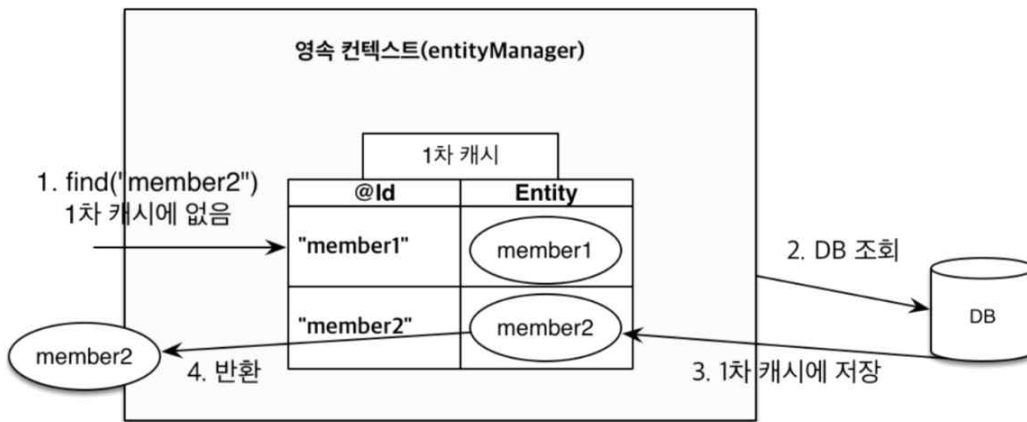 영속 컨텍스트(entityManager)
1차 캐시
1. find("member2")
1차 캐시에 없음
@Id
Entity
"member1"
member1
2. DB 조회
DB
"member2"
member2
member2
4. 반환
3. 1차 캐시에 저장